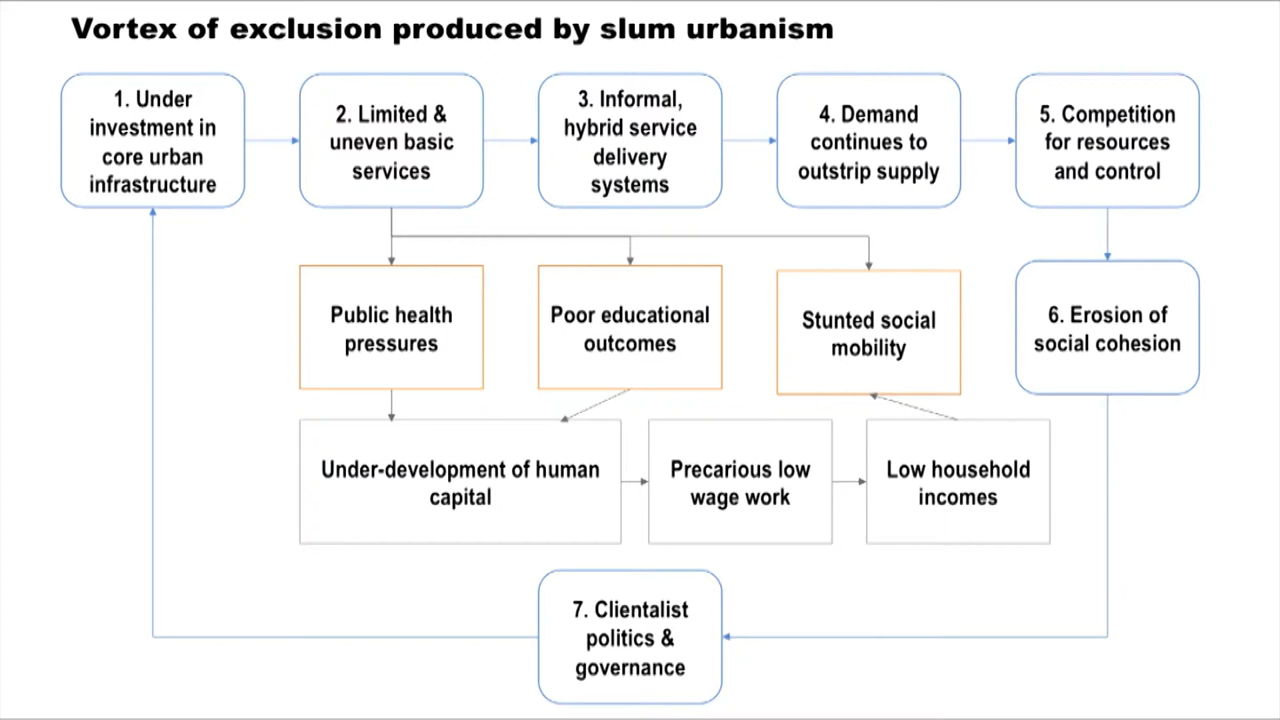 Vortex of exclusion produced by slum urbanism
1. Under
investment in
core urban
infrastructure
2. Limited &
uneven basic
services
3. Informal,
hybrid service
delivery
systems
4. Demand
continues to
outstrip supply
5. Competition
for resources
and control
Public health
pressures
Poor educational
outcomes
Stunted social
mobility
6. Erosion of
social cohesion
Under-development of human
capital
Precarious low
wage work
Low household
incomes
7. Clientalist
politics &
governance